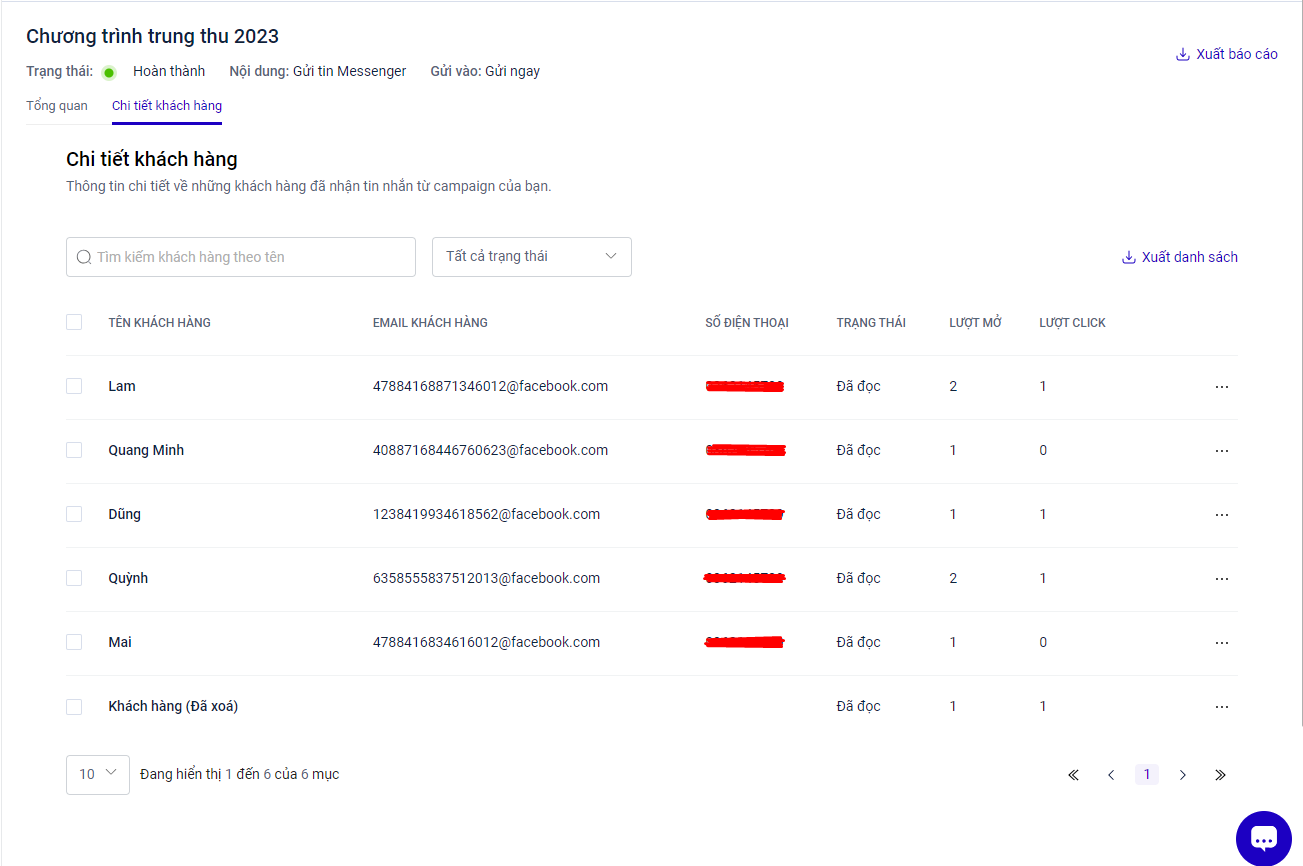 Chương trình trung thu 2023
Xuất báo cáo
Trạng thái: Hoàn thành Nội dung: Gửi tin Messenger Gửi vào: Gửi ngay
Tổng quan Chi tiết khách hàng
Chi tiết khách hàng
Thông tin chi tiết về những khách hàng đã nhận tin nhắn từ campaign của bạn.
Tìm kiếm khách hàng theo tên Tất cả trạng thái Xuất danh sách
TÊN KHÁCH HÀNG EMAIL KHÁCH HÀNG SỐ ĐIỆN THOẠI TRẠNG THÁI LƯỢT MỞ LƯỢT CLICK
Lam 47884168871346012@facebook.com Đã đọc 2 1
Quang Minh 40887168446760623@facebook.com Đã đọc 1 0
Dũng 1238419934618562@facebook.com Đã đọc 1 1
Quỳnh 6358555837512013@facebook.com Đã đọc 2 1
Mai 4788416834616012@facebook.com Đã đọc 1 0
Khách hàng (Đã xoá) Đã đọc 1 1
10 Đang hiển thị 1 đến 6 của 6 mục 1